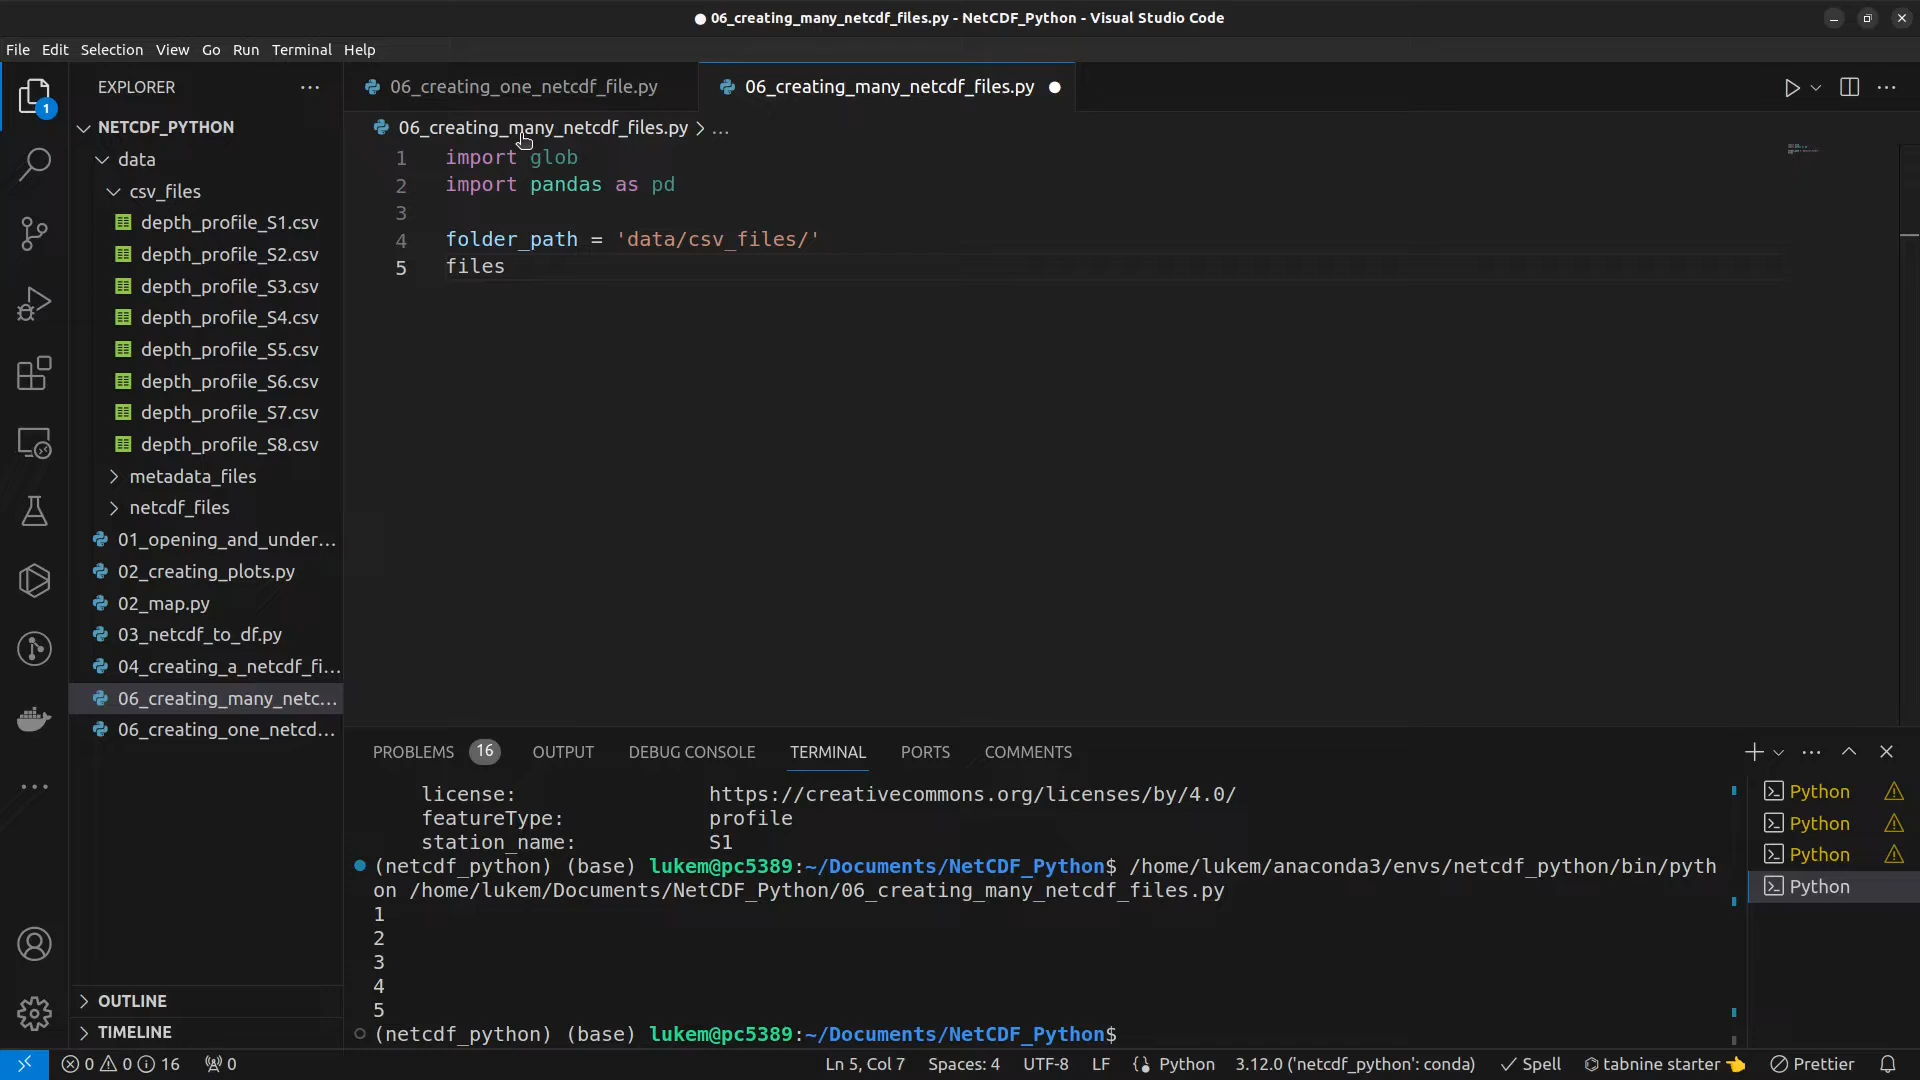 06_creating_many_netcdf_files.py - NetCDF_Python - Visual Studio Code
File Edit Selection View Go Run Terminal Help
EXPLORER
1
NETCDF_PYTHON
data
csv_files
depth_profile_S1.csv
depth_profile_S2.csv
depth_profile_S3.csv
depth_profile_S4.csv
depth_profile_S5.csv
depth_profile_S6.csv
depth_profile_S7.csv
depth_profile_S8.csv
metadata_files
netcdf_files
01_opening_and_under...
02_creating_plots.py
02_map.py
03_netcdf_to_df.py
04_creating_a_netcdf_fi...
06_creating_many_netc...
06_creating_one_netcd...
OUTLINE
TIMELINE
06_creating_one_netcdf_file.py 06_creating_many_netcdf_files.py
06_creating_many_netcdf_files.py > ...
1 import glob
2 import pandas as pd
3
4 folder_path = 'data/csv_files/'
5 files
PROBLEMS 16 OUTPUT DEBUG CONSOLE TERMINAL PORTS COMMENTS
license: https://creativecommons.org/licenses/by/4.0/
featureType: profile
station_name: S1
(netcdf_python) (base) lukem@pc5389:~/Documents/NetCDF_Python$ /home/lukem/anaconda3/envs/netcdf_python/bin/pyth
on /home/lukem/Documents/NetCDF_Python/06_creating_many_netcdf_files.py
1
2
3
4
5
(netcdf_python) (base) lukem@pc5389:~/Documents/NetCDF_Python$
Python
Python
Python
Python
0 0 16 0 Ln 5, Col 7 Spaces: 4 UTF-8 LF Python 3.12.0 ('netcdf_python': conda) Spell tabnine starter Prettier